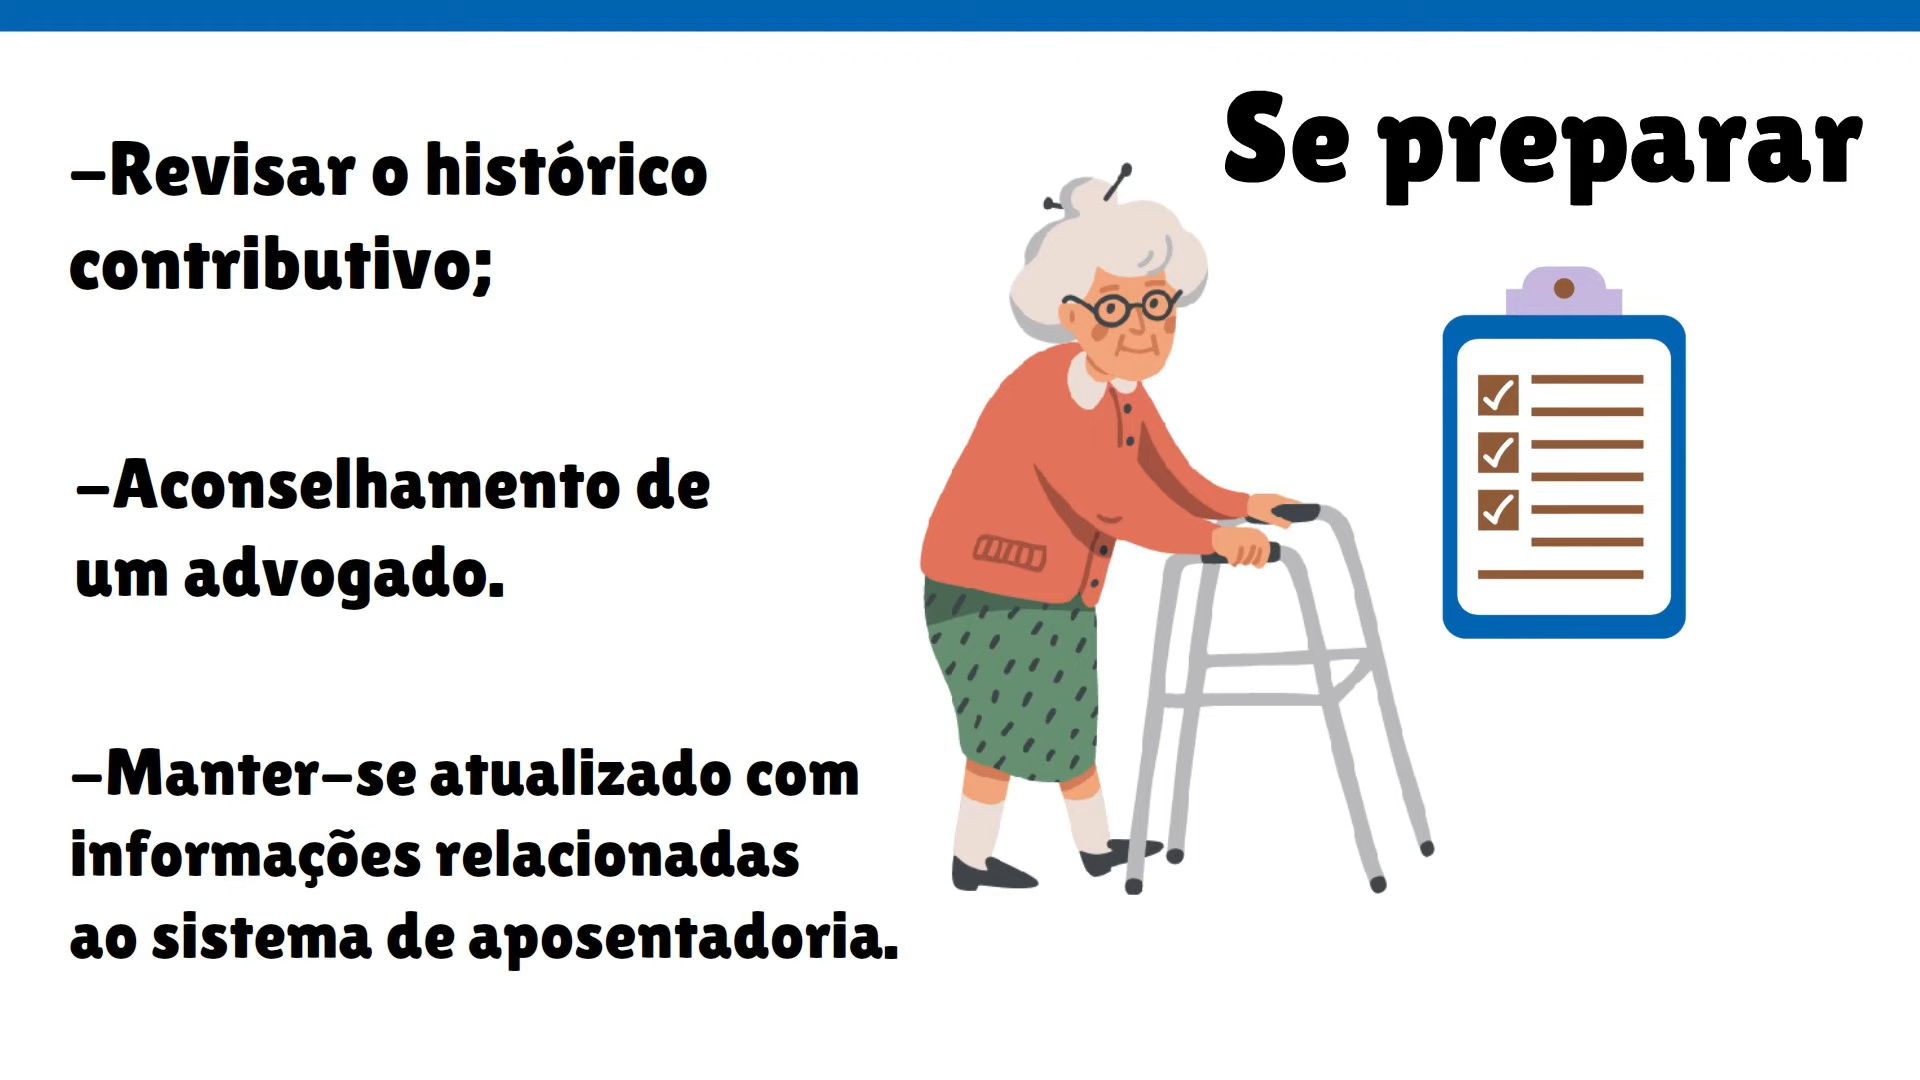 Se preparar
-Revisar o histórico
contributivo;
-Aconselhamento de
um advogado.
-Manter-se atualizado com
informações relacionadas
ao sistema de aposentadoria.